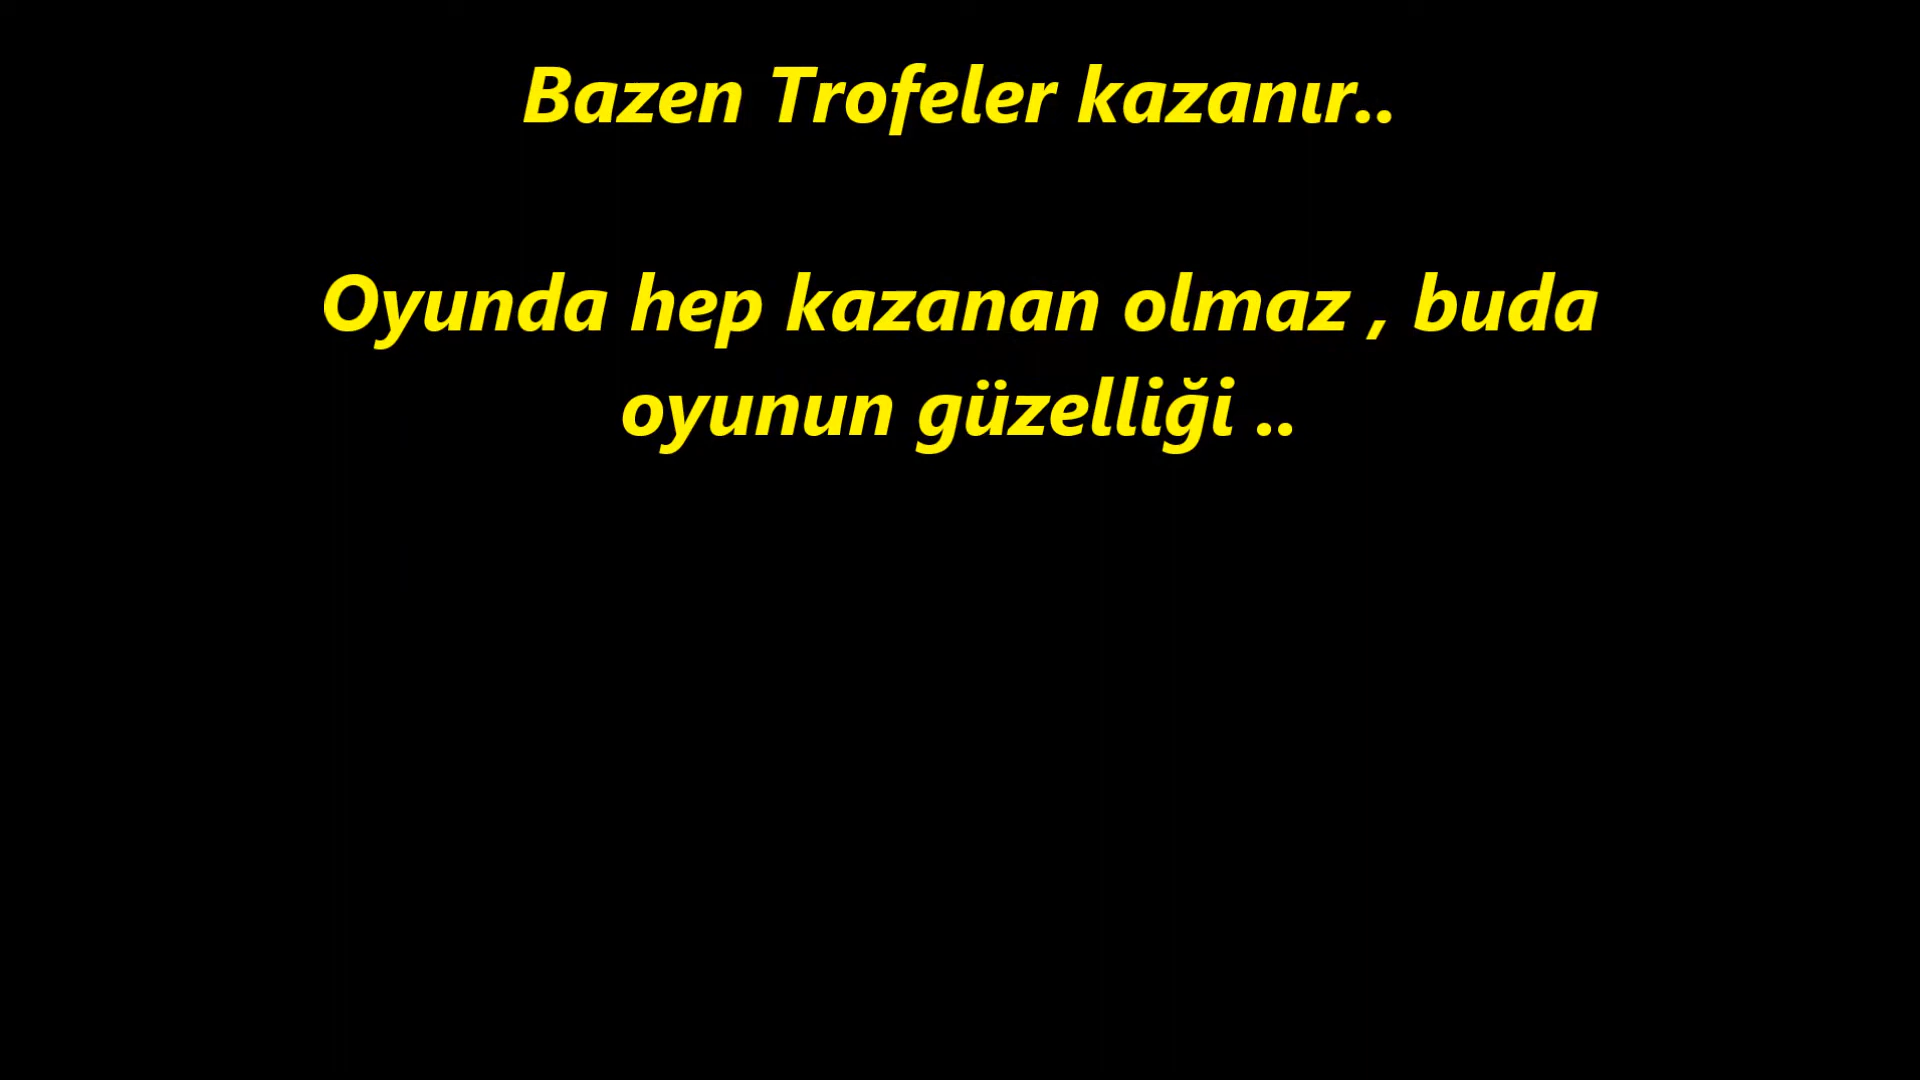 Bazen Trofeler kazanır..
Oyunda hep kazanan olmaz , buda
oyunun güzelliği ..